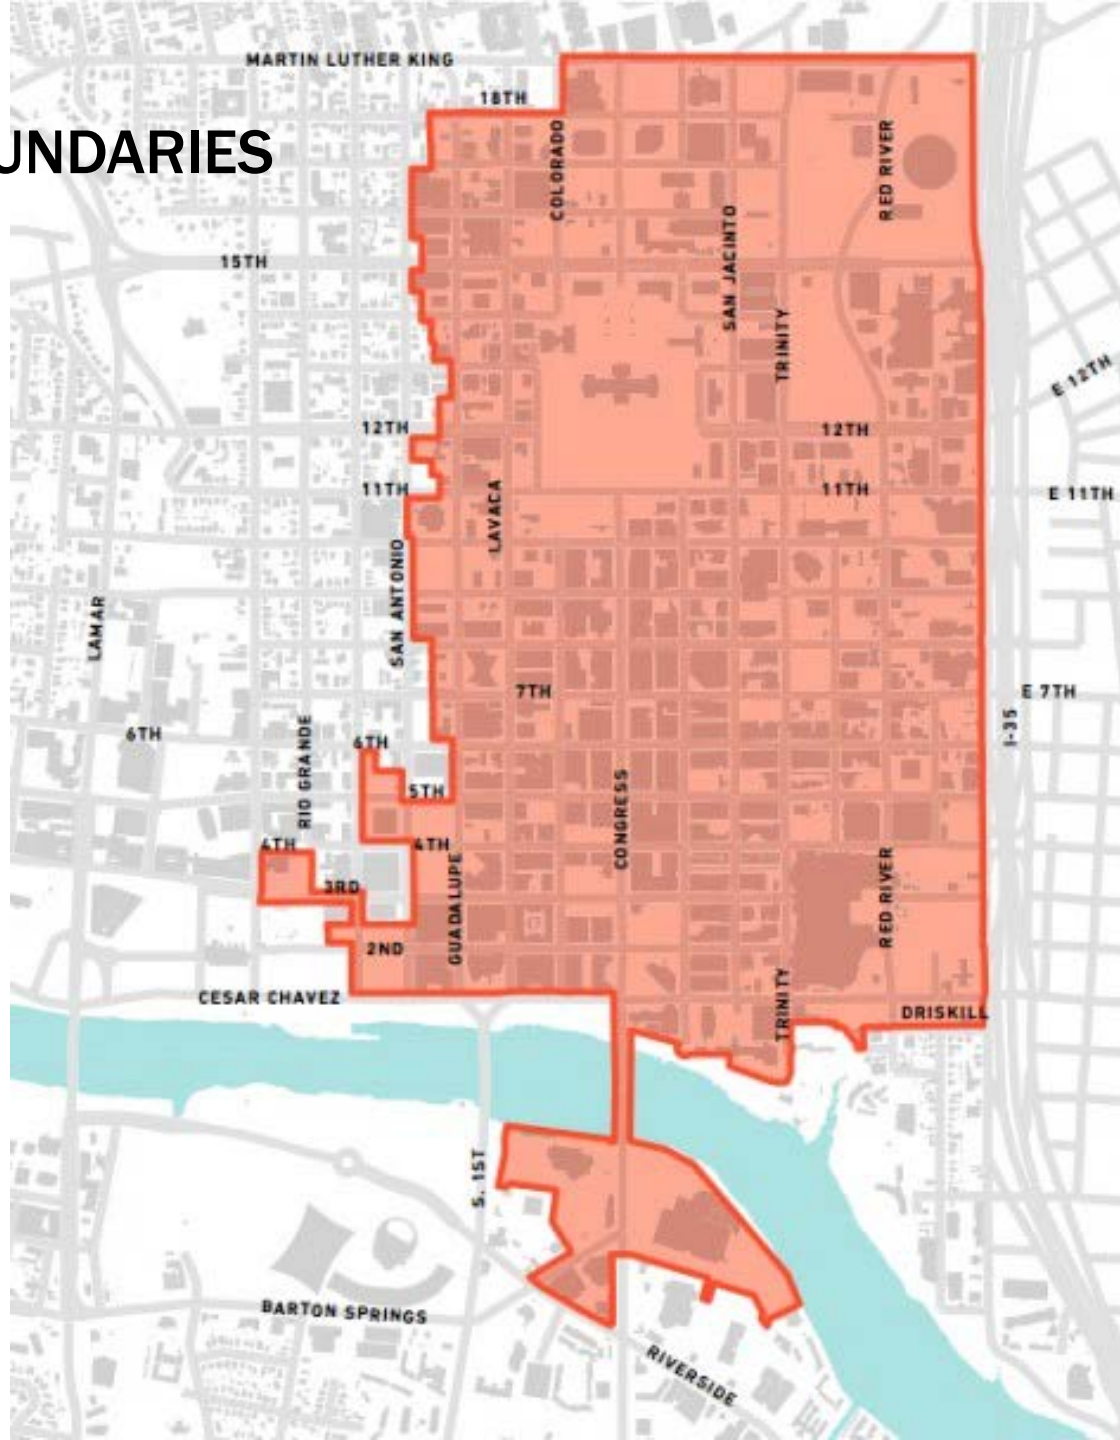 MARTIN LUTHER KING
18TH
UNDARIES
COLORADO
RED RIVER
SAN JACINTO
15TH
TRINITY
E 12TH
12TH
12TH
11TH
11TH
E 11TH
LAVACA
SAN ANTONIO
LAMAR
7TH
E 7TH
I-35
6TH
6TH
RIO GRANDE
5TH
CONGRESS
4TH
4TH
GUADALUPE
RED RIVER
3RD
2ND
CESAR CHAVEZ
TRINITY
DRISKILL
S. 1ST
BARTON SPRINGS
RIVERSIDE